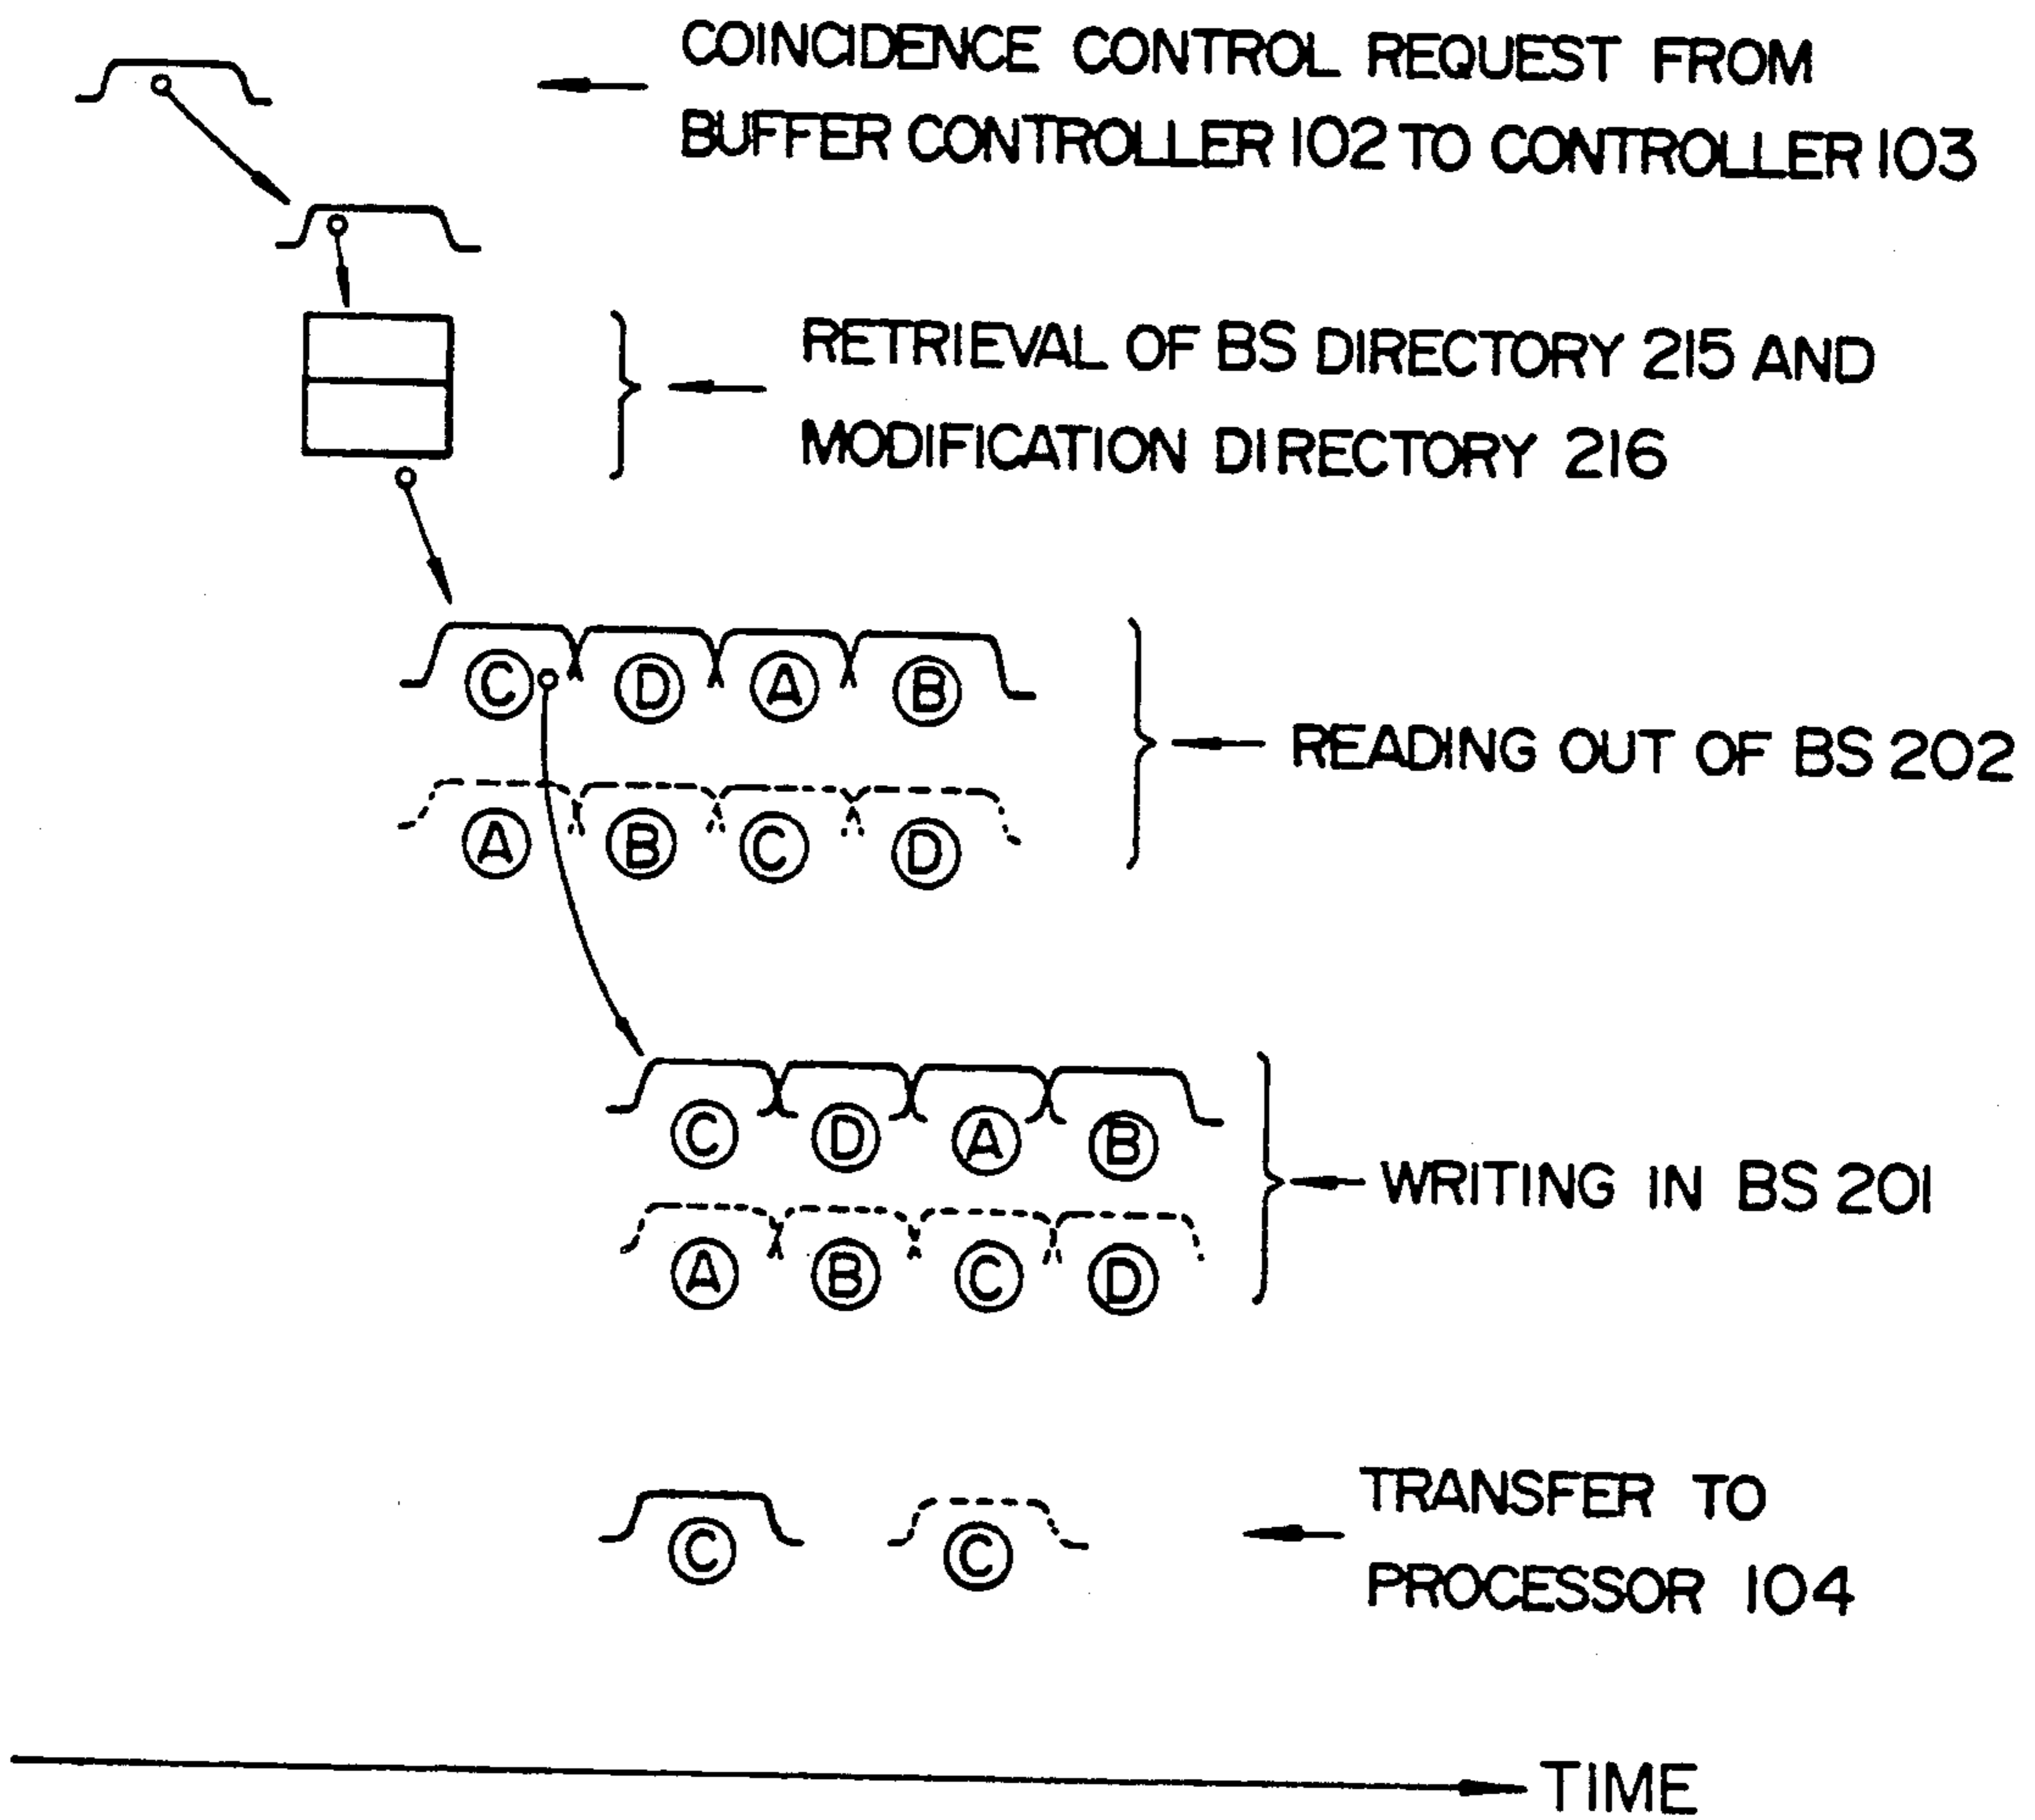 COINCIDENCE CONTROL REQUEST FROM
BUFFER CONTROLLER 102 TO CONTROLLER 103
RETRIEVAL OF BS DIRECTORY 215 AND
MODIFICATION DIRECTORY 216
C D A B
READING OUT OF BS 202
A B C D
C D A B
WRITING IN BS 201
A B C D
C C
TRANSFER TO
PROCESSOR 104
TIME